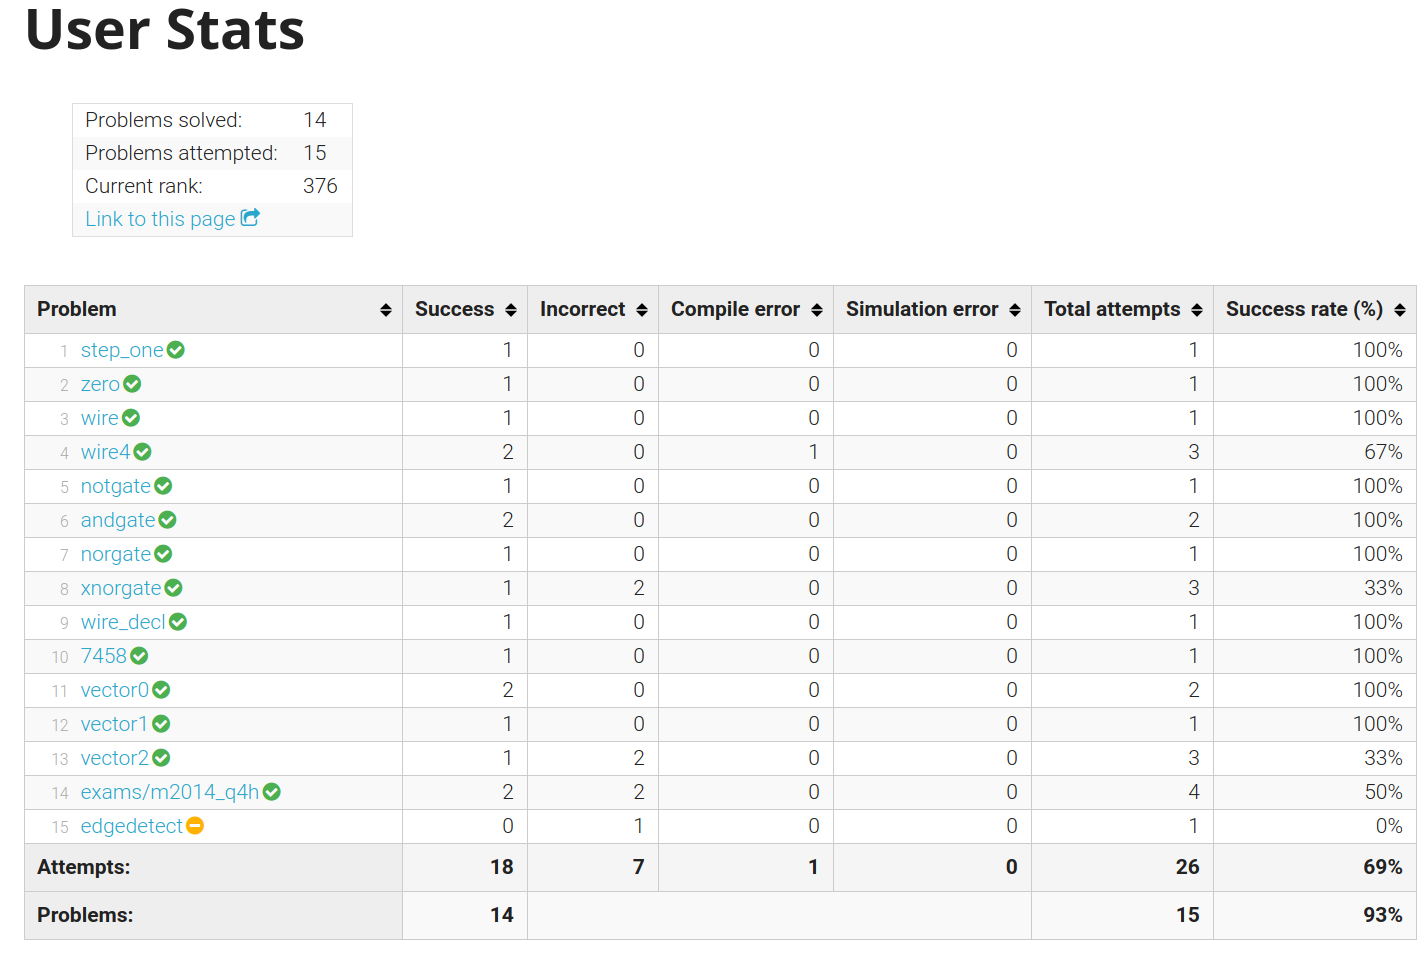 User Stats
Problems solved: 14
Problems attempted: 15
Current rank: 376
Link to this page
Problem Success Incorrect Compile error Simulation error Total attempts Success rate (%)
1 step_one 1 0 0 0 1 100%
2 zero 1 0 0 0 1 100%
3 wire 1 0 0 0 1 100%
4 wire4 2 0 1 0 3 67%
5 notgate 1 0 0 0 1 100%
6 andgate 2 0 0 0 2 100%
7 norgate 1 0 0 0 1 100%
8 xnorgate 1 2 0 0 3 33%
9 wire_decl 1 0 0 0 1 100%
10 7458 1 0 0 0 1 100%
11 vector0 2 0 0 0 2 100%
12 vector1 1 0 0 0 1 100%
13 vector2 1 2 0 0 3 33%
14 exams/m2014_q4h 2 2 0 0 4 50%
15 edgedetect 0 1 0 0 1 0%
Attempts: 18 7 1 0 26 69%
Problems: 14 15 93%